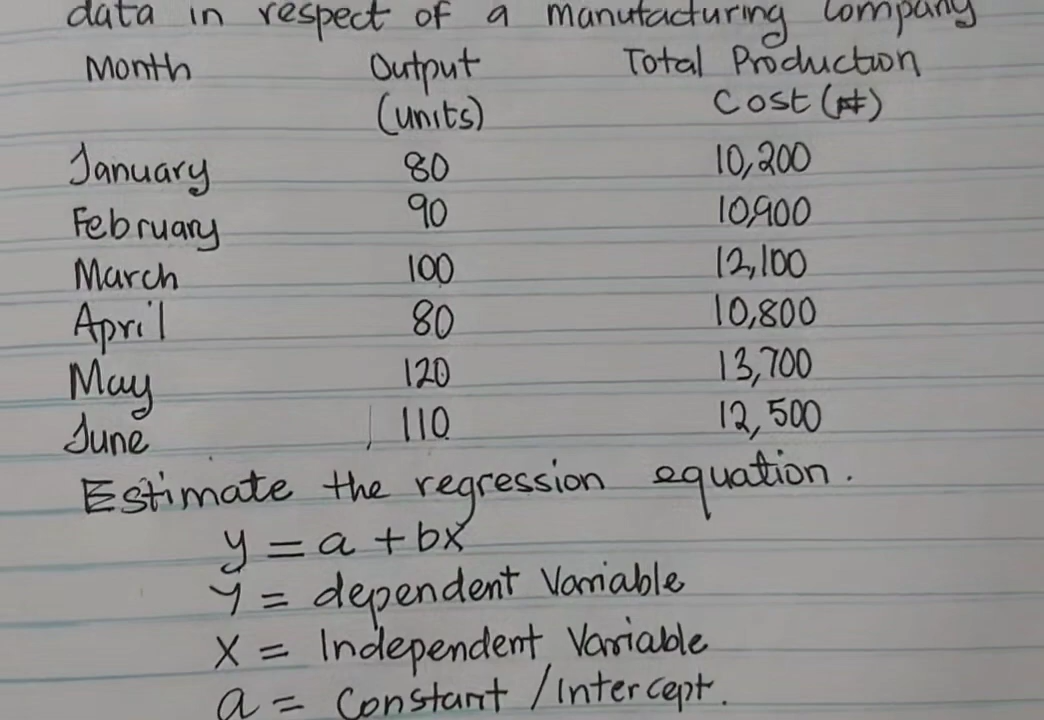 data in respect of a manufacturing company
Month Output Total Production
(units) Cost (₦)
January 80 10,200
February 90 10,900
March 100 12,100
April 80 10,800
May 120 13,700
June 110 12,500
Estimate the regression equation.
y = a + bx
Y = dependent Variable
X = Independent Variable
a = Constant / Intercept.